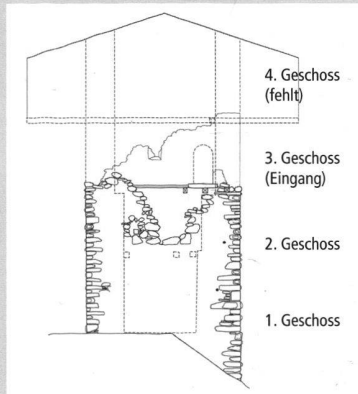 4. Geschoss
(fehlt)
3. Geschoss
(Eingang)
2. Geschoss
1. Geschoss